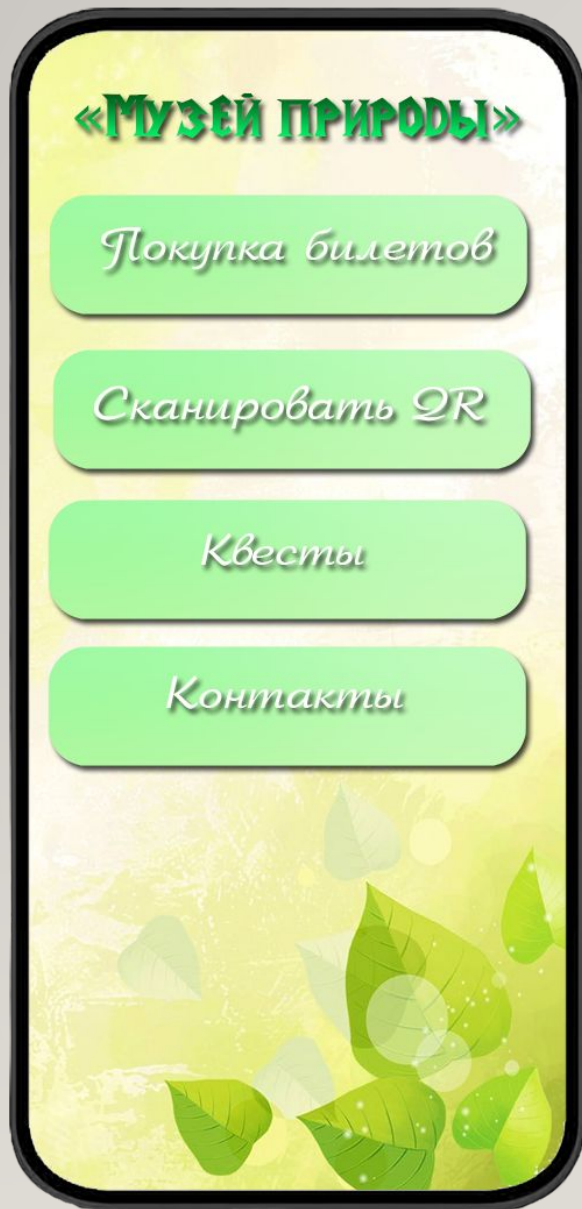 «Музей природы»
Покупка билетов
Сканировать QR
Квесты
Контакты